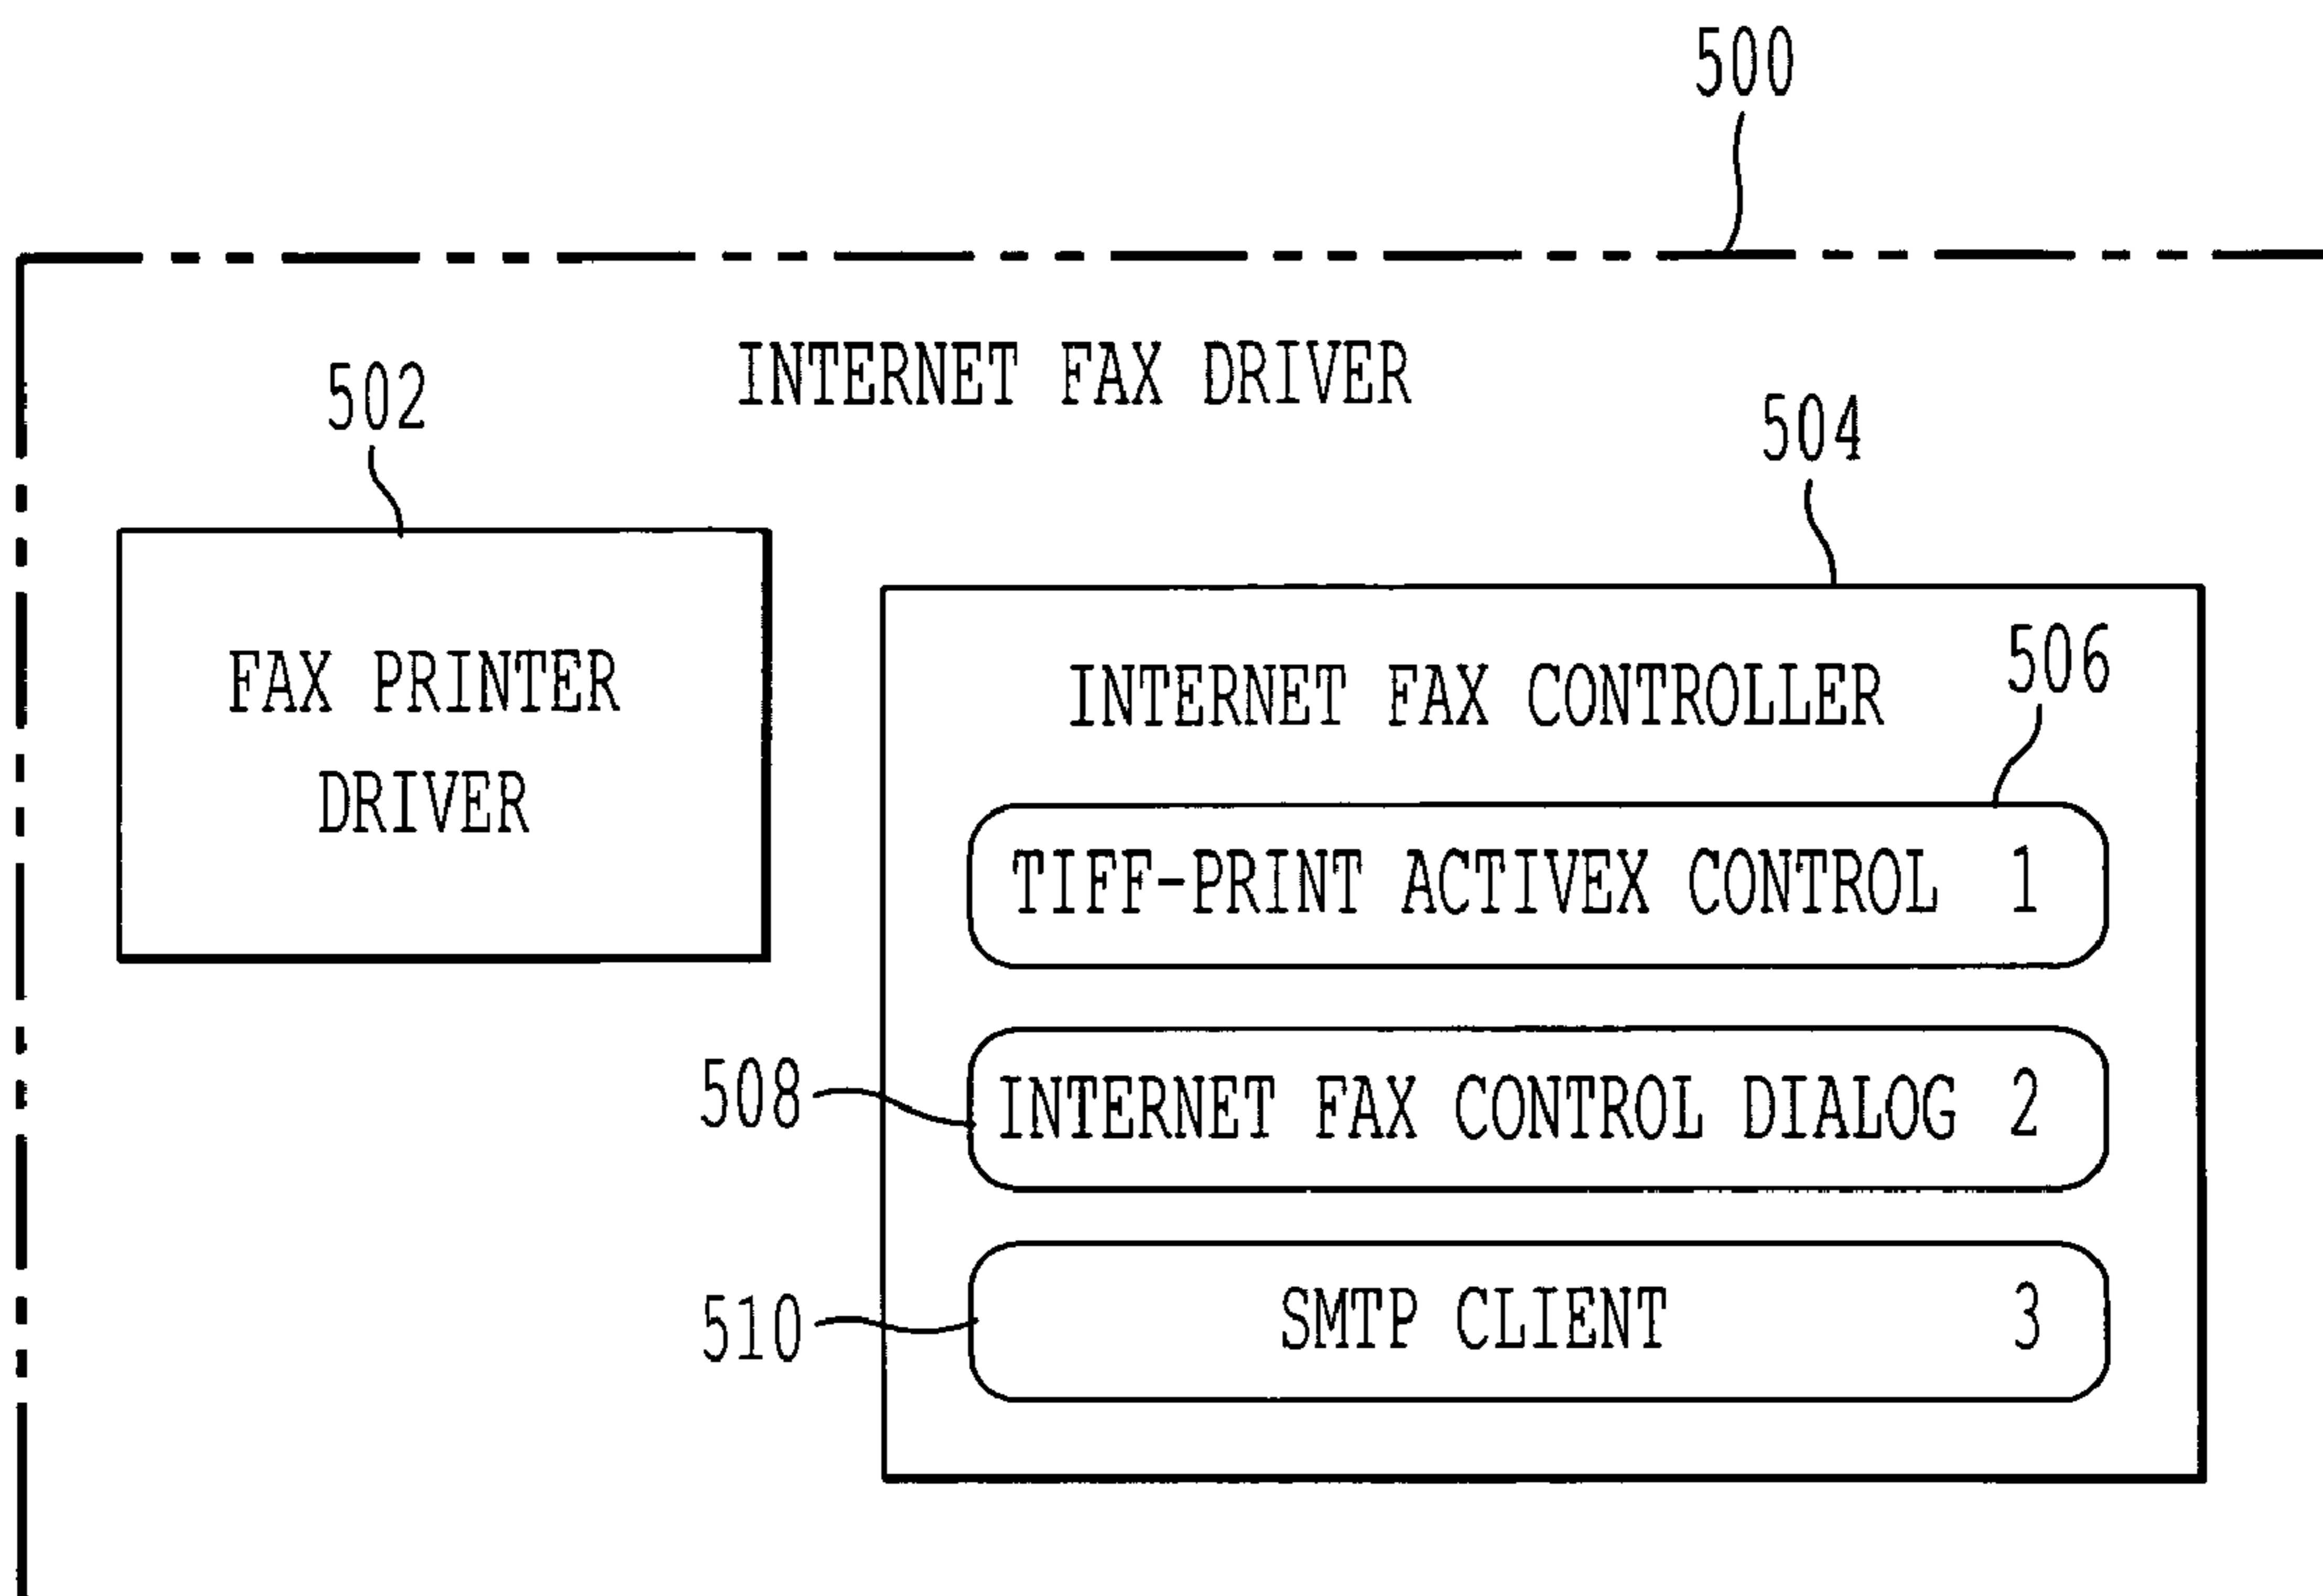 500
INTERNET FAX DRIVER
502
504
FAX PRINTER
DRIVER
INTERNET FAX CONTROLLER
506
TIFF-PRINT ACTIVEX CONTROL 1
508
INTERNET FAX CONTROL DIALOG 2
510
SMTP CLIENT 3